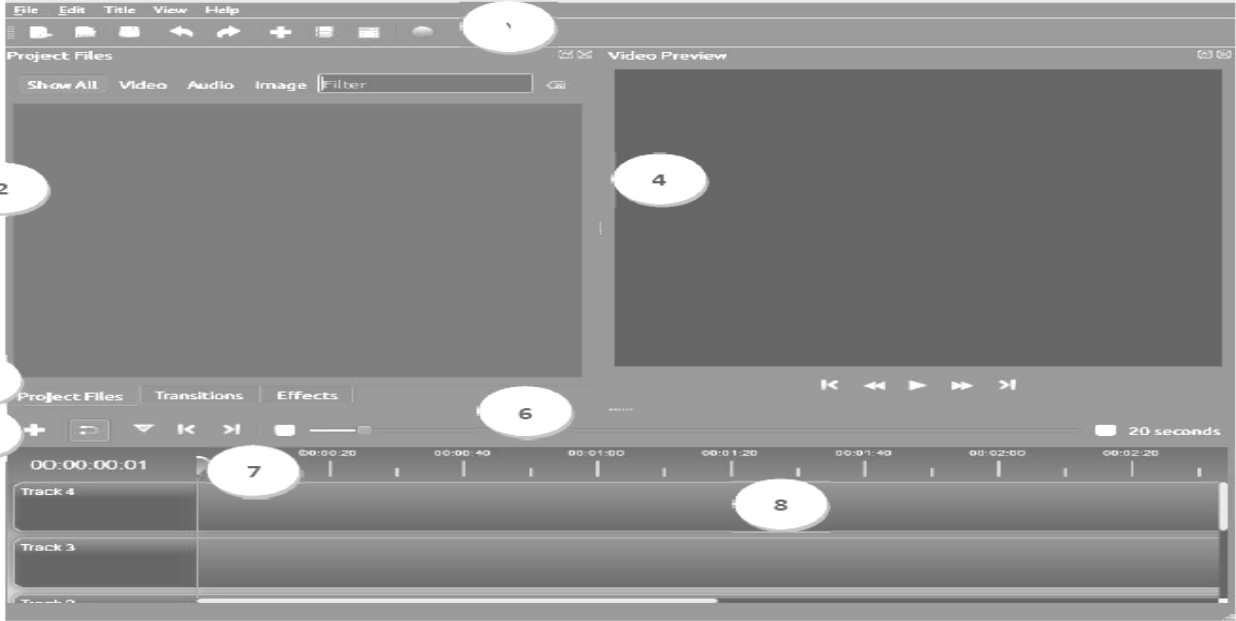 File Edit Title View Help
Project Files
Video Preview
Show All Video Audio Image Filter
2
4
Project Files Transitions Effects
6
20 seconds
00:00:00:01
00:00:20 00:00:40 00:01:00 00:01:20 00:01:40 00:02:00 00:02:20
7
Track 4
8
Track 3